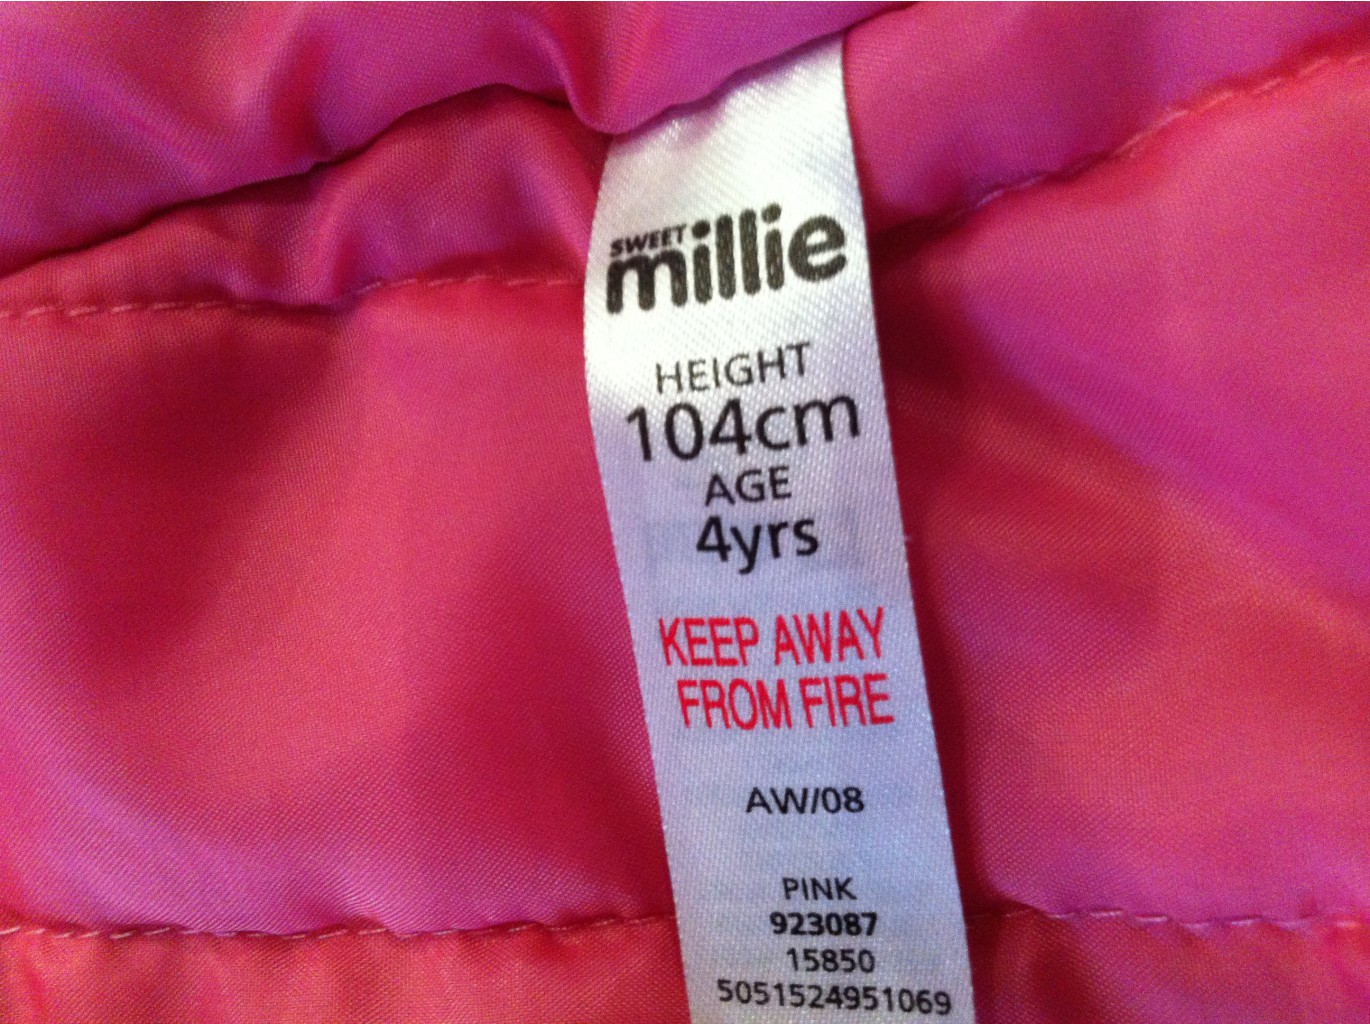 SWEET
millie
HEIGHT
104cm
AGE
4yrs
KEEP AWAY
FROM FIRE
AW/08
PINK
923087
15850
5051524951069